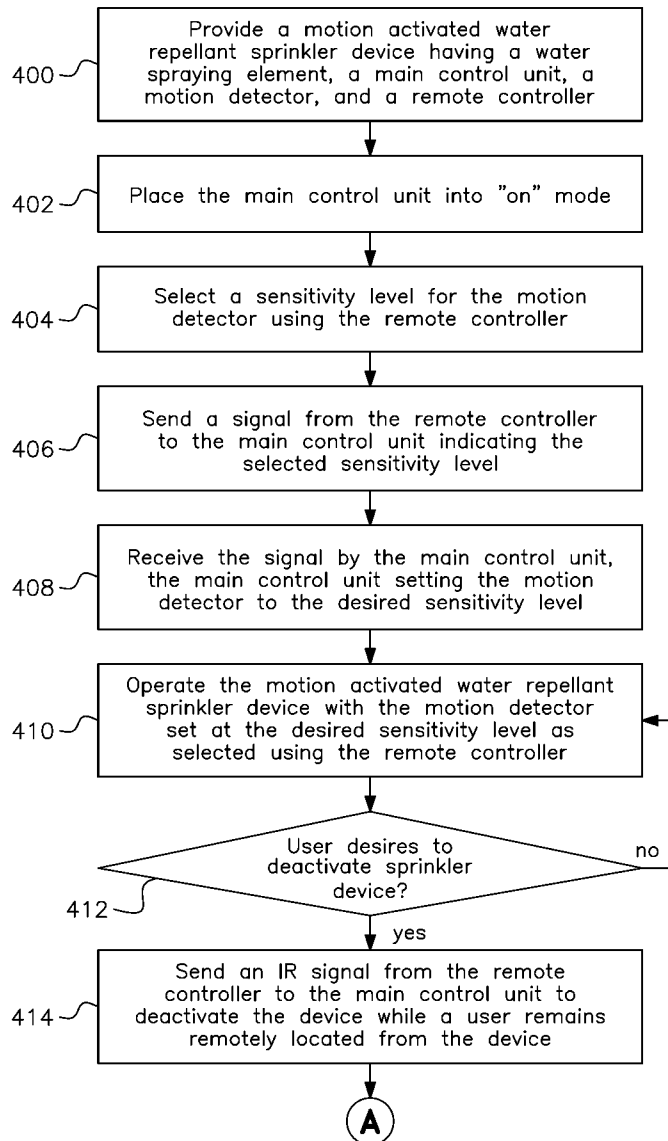 Provide a motion activated water
repellant sprinkler device having a water
spraying element, a main control unit, a
motion detector, and a remote controller
400
Place the main control unit into "on" mode
402
Select a sensitivity level for the motion
detector using the remote controller
404
Send a signal from the remote controller
to the main control unit indicating the
selected sensitivity level
406
Receive the signal by the main control unit,
the main control unit setting the motion
detector to the desired sensitivity level
408
Operate the motion activated water repellant
sprinkler device with the motion detector
set at the desired sensitivity level as
selected using the remote controller
410
User desires to
deactivate sprinkler
device?
no
412
yes
Send an IR signal from the remote
controller to the main control unit to
deactivate the device while a user remains
remotely located from the device
414
A